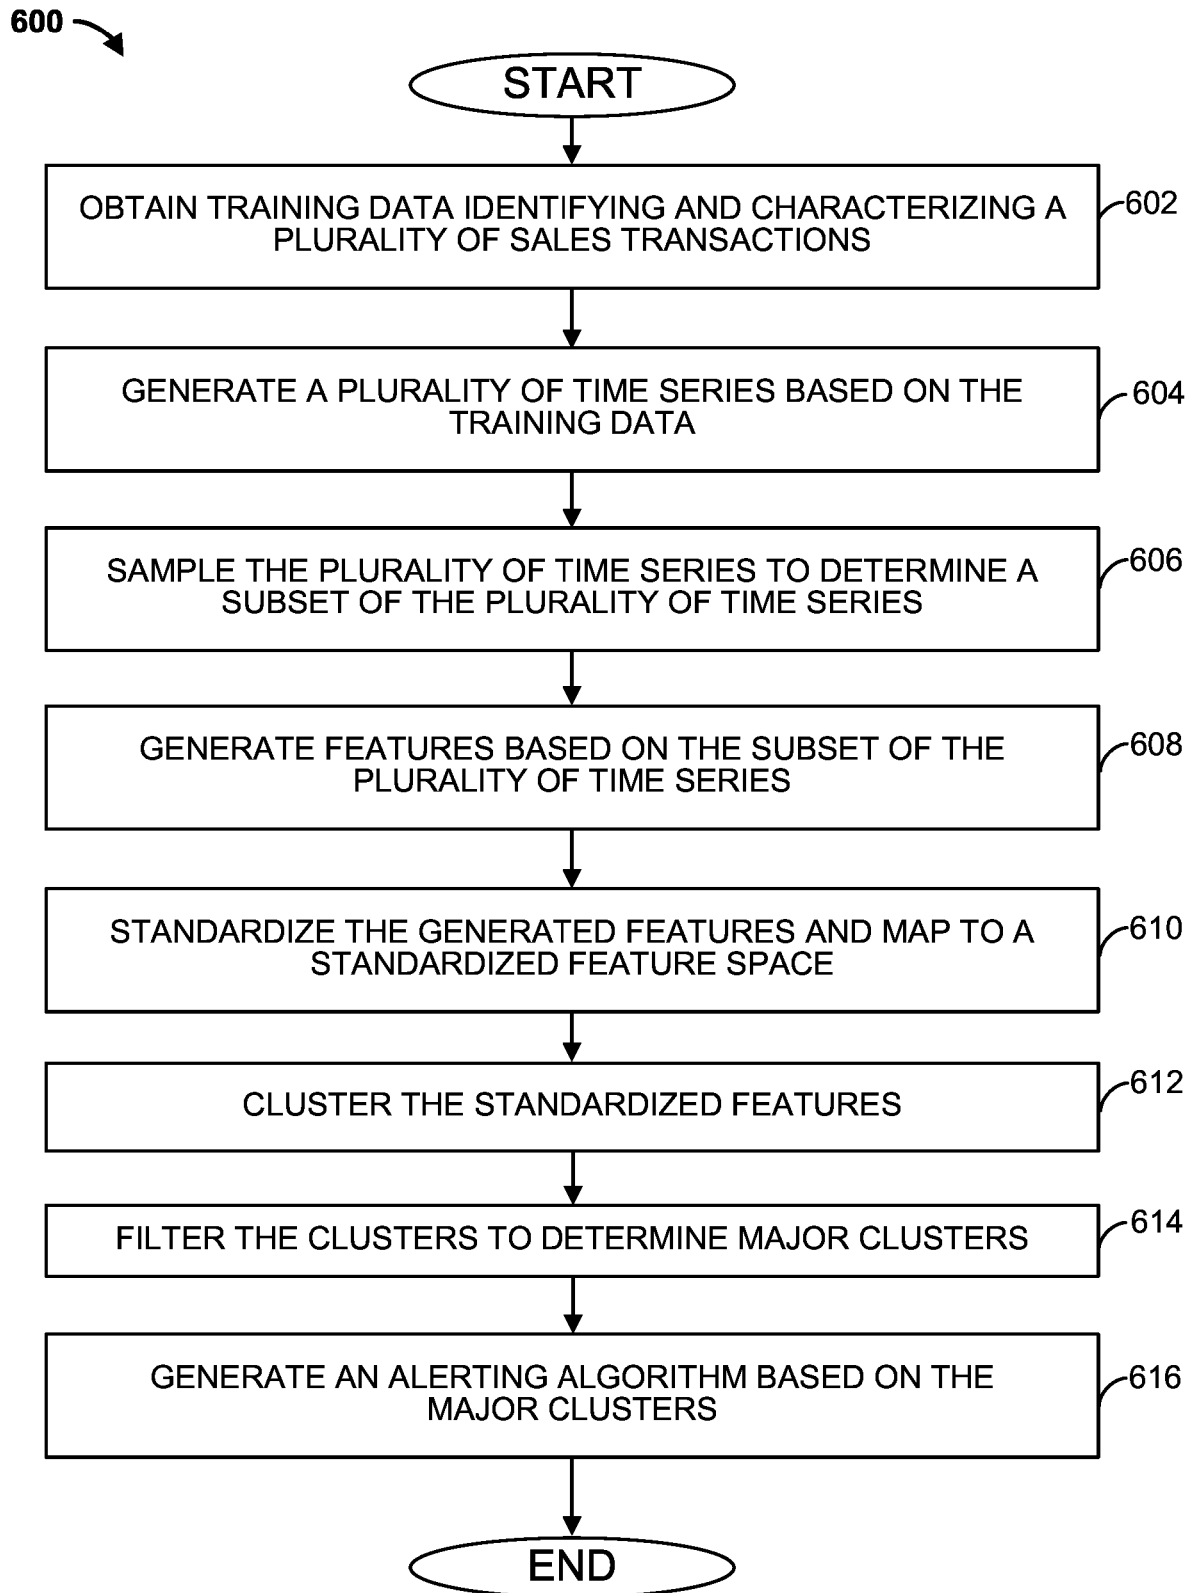 600
START
OBTAIN TRAINING DATA IDENTIFYING AND CHARACTERIZING A
PLURALITY OF SALES TRANSACTIONS
602
GENERATE A PLURALITY OF TIME SERIES BASED ON THE
TRAINING DATA
604
SAMPLE THE PLURALITY OF TIME SERIES TO DETERMINE A
SUBSET OF THE PLURALITY OF TIME SERIES
606
GENERATE FEATURES BASED ON THE SUBSET OF THE
PLURALITY OF TIME SERIES
608
STANDARDIZE THE GENERATED FEATURES AND MAP TO A
STANDARDIZED FEATURE SPACE
610
CLUSTER THE STANDARDIZED FEATURES
612
FILTER THE CLUSTERS TO DETERMINE MAJOR CLUSTERS
614
GENERATE AN ALERTING ALGORITHM BASED ON THE
MAJOR CLUSTERS
616
END